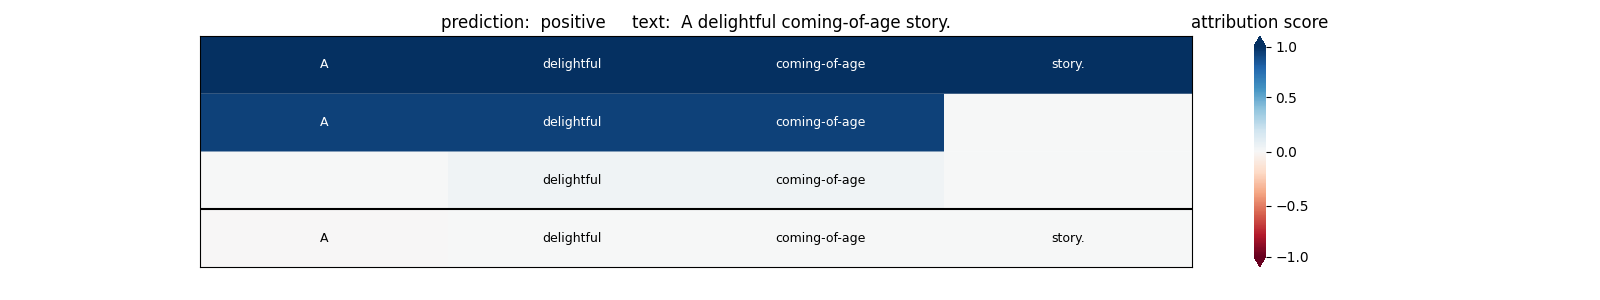 prediction:  positive     text:  A delightful coming-of-age story.
attribution score
A delightful coming-of-age story.
A delightful coming-of-age
delightful coming-of-age
A delightful coming-of-age story.
1.0
0.5
0.0
−0.5
−1.0